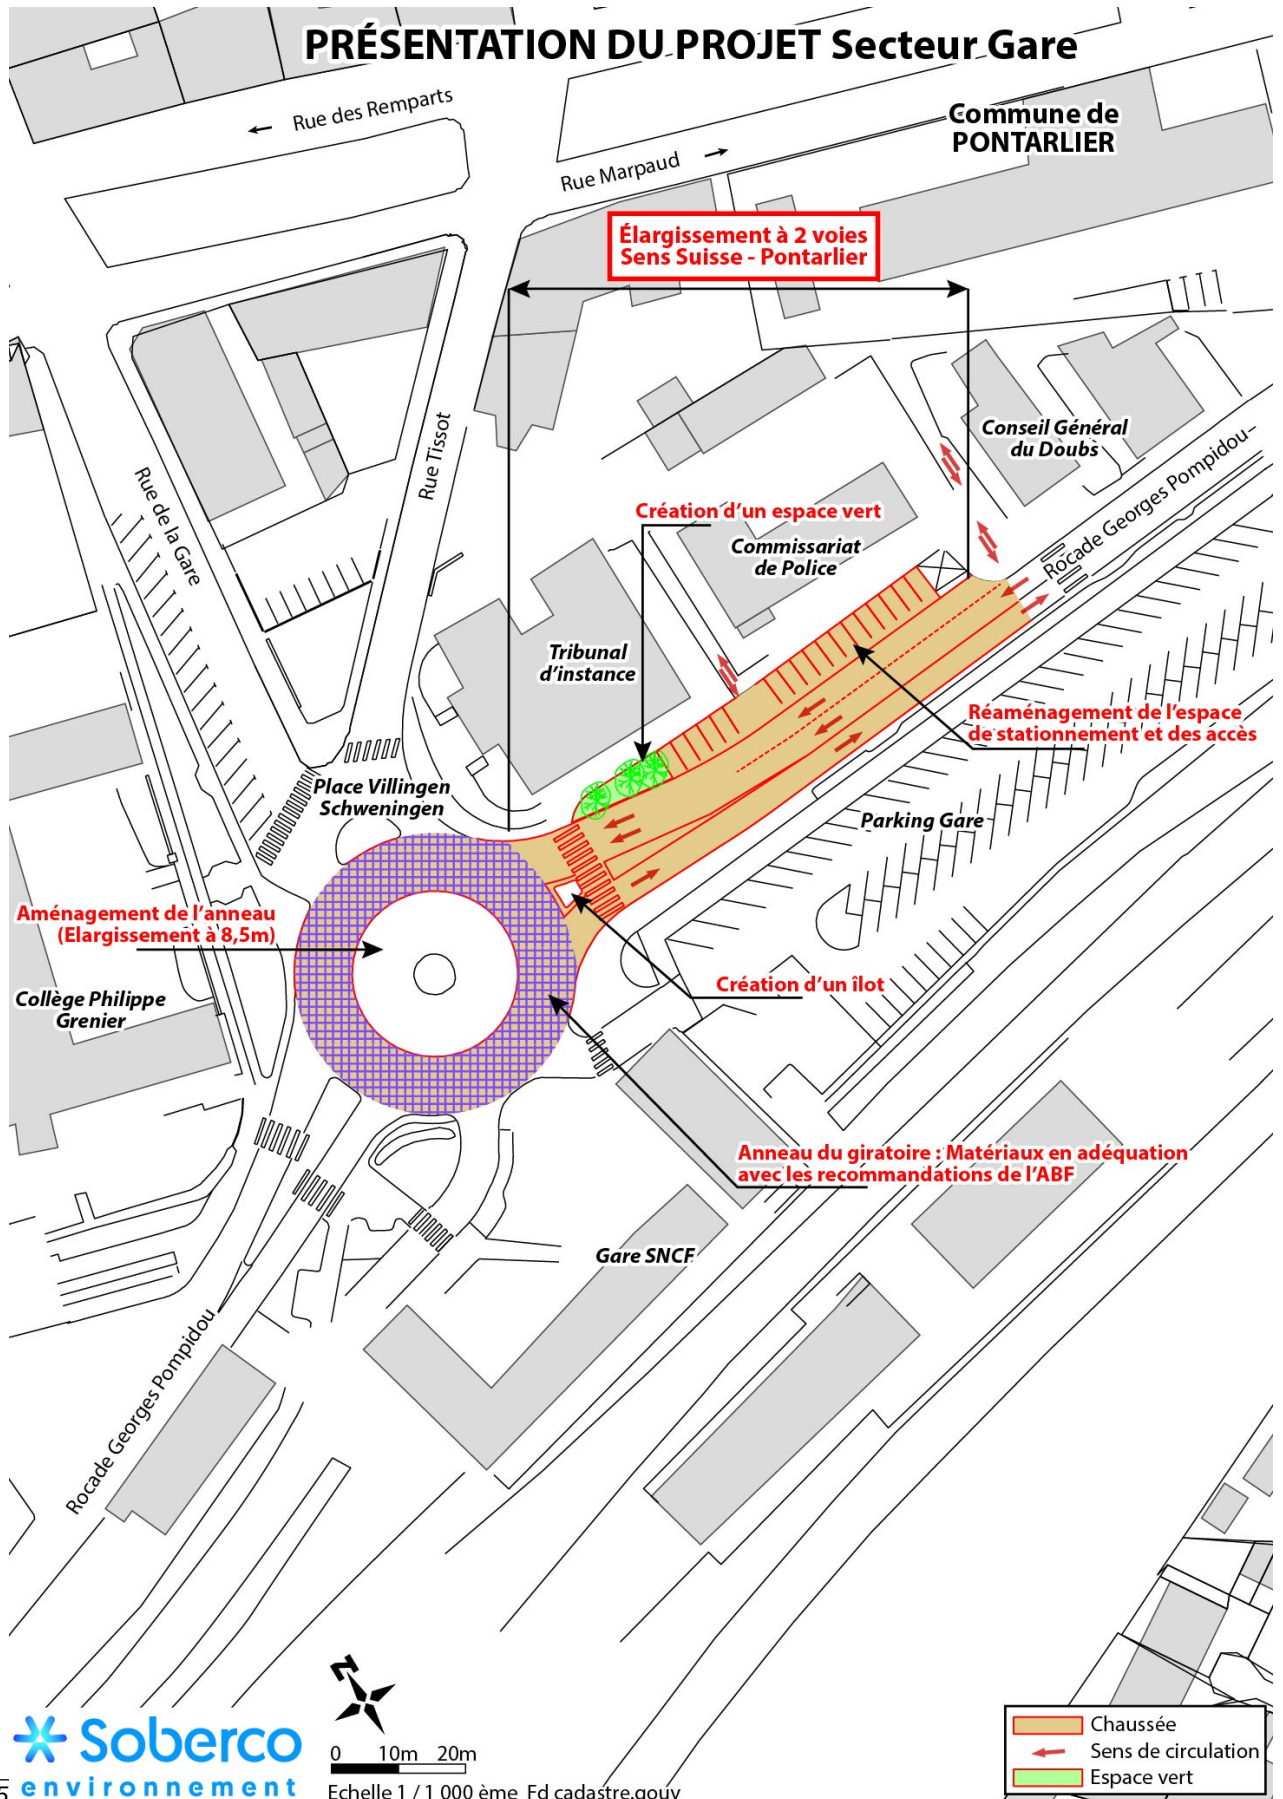 PRÉSENTATION DU PROJET Secteur Gare
Commune de
PONTARLIER
Rue des Remparts
Rue Marpaud
Élargissement à 2 voies
Sens Suisse - Pontarlier
Rue Tissot
Rue de la Gare
Conseil Général
du Doubs
Rocade Georges Pompidou
Création d'un espace vert
Commissariat
de Police
Tribunal
d'instance
Réaménagement de l'espace
de stationnement et des accès
Place Villingen
Schweningen
Parking Gare
Aménagement de l'anneau
(Elargissement à 8,5m)
Création d'un îlot
Collège Philippe
Grenier
Anneau du giratoire : Matériaux en adéquation
avec les recommandations de l'ABF
Gare SNCF
Rocade Georges Pompidou
N
Soberco
environnement
0 10m 20m
Echelle 1 / 1 000 ème Fd cadastre.gouv
Chaussée
Sens de circulation
Espace vert